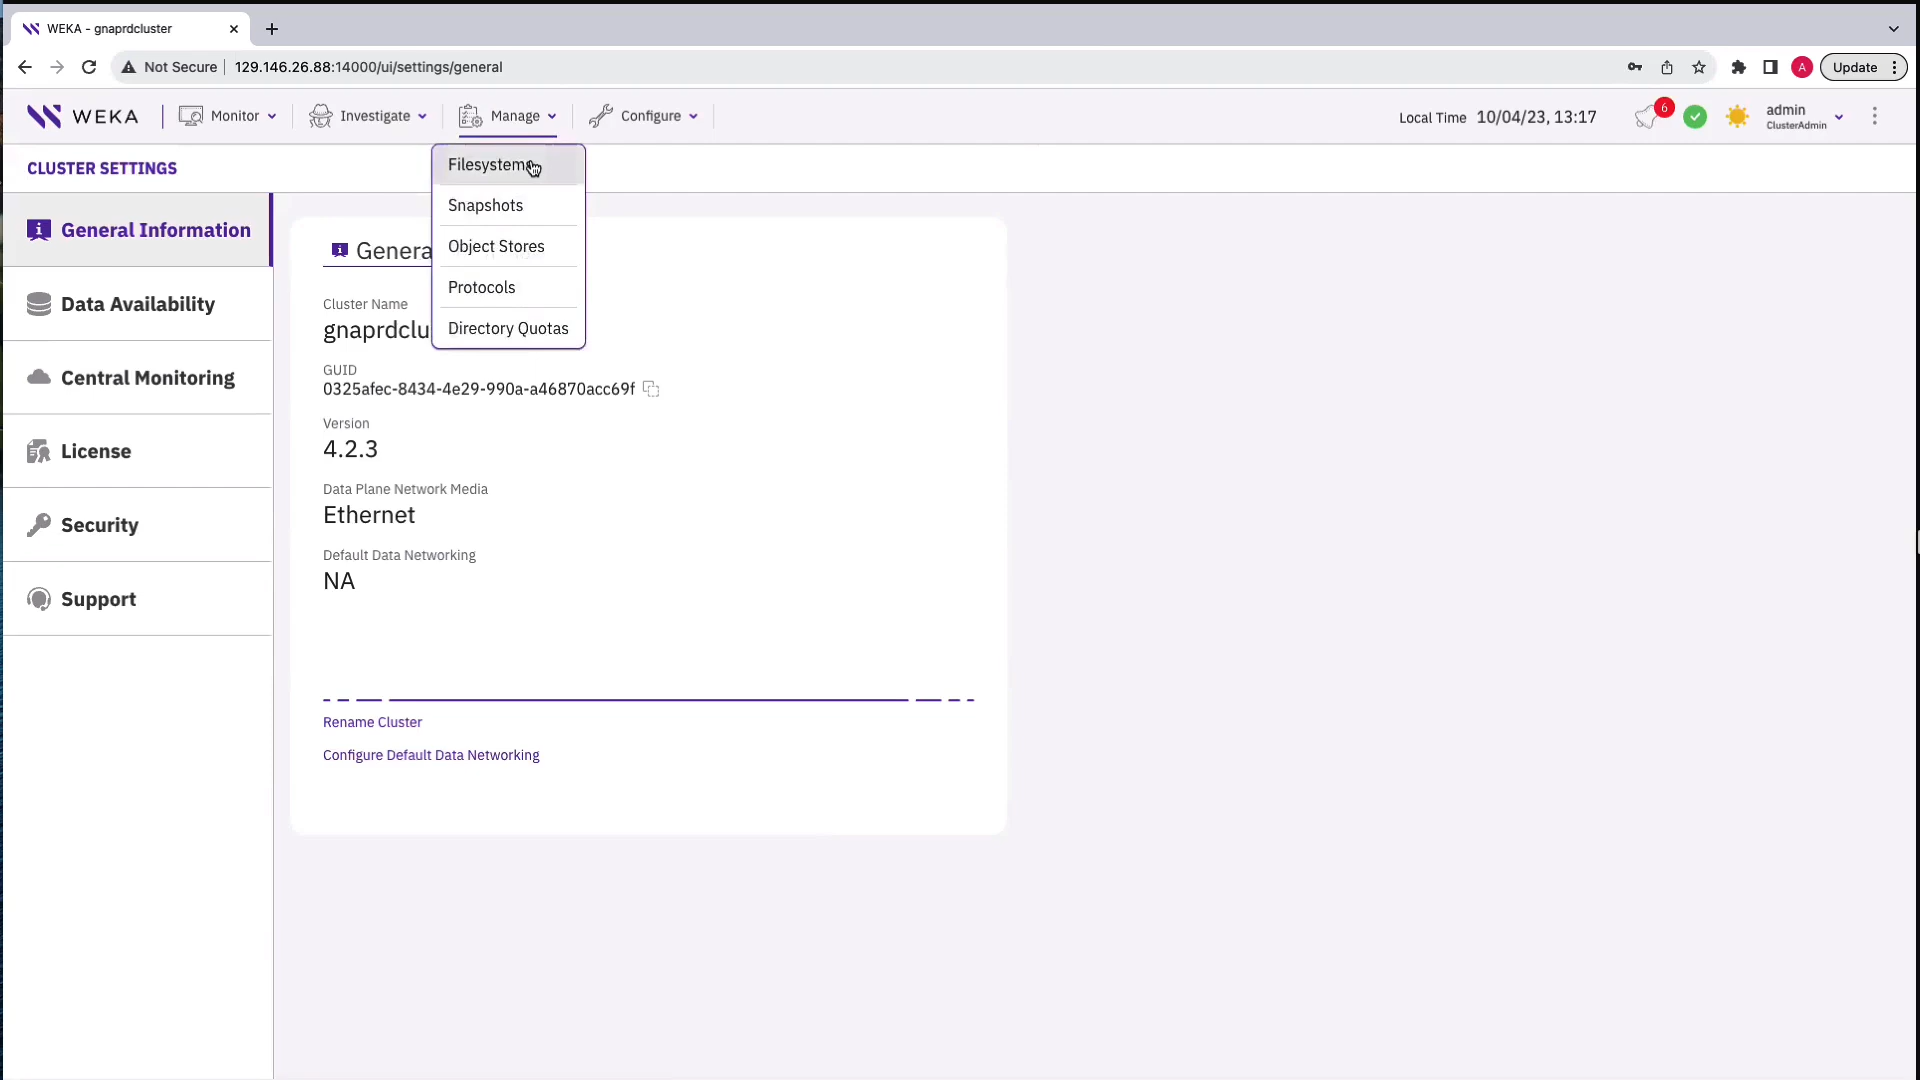 WEKA - gnaprdcluster
Not Secure
129.146.26.88:14000/ui/settings/general
A
Update
WEKA
Monitor
Investigate
Manage
Configure
Local Time 10/04/23, 13:17
6
admin
ClusterAdmin
CLUSTER SETTINGS
Filesystem
Snapshots
Object Stores
Protocols
Directory Quotas
General Information
Data Availability
Central Monitoring
License
Security
Support
Genera
Cluster Name
gnaprdclu
GUID
0325afec-8434-4e29-990a-a46870acc69f
Version
4.2.3
Data Plane Network Media
Ethernet
Default Data Networking
NA
Rename Cluster
Configure Default Data Networking